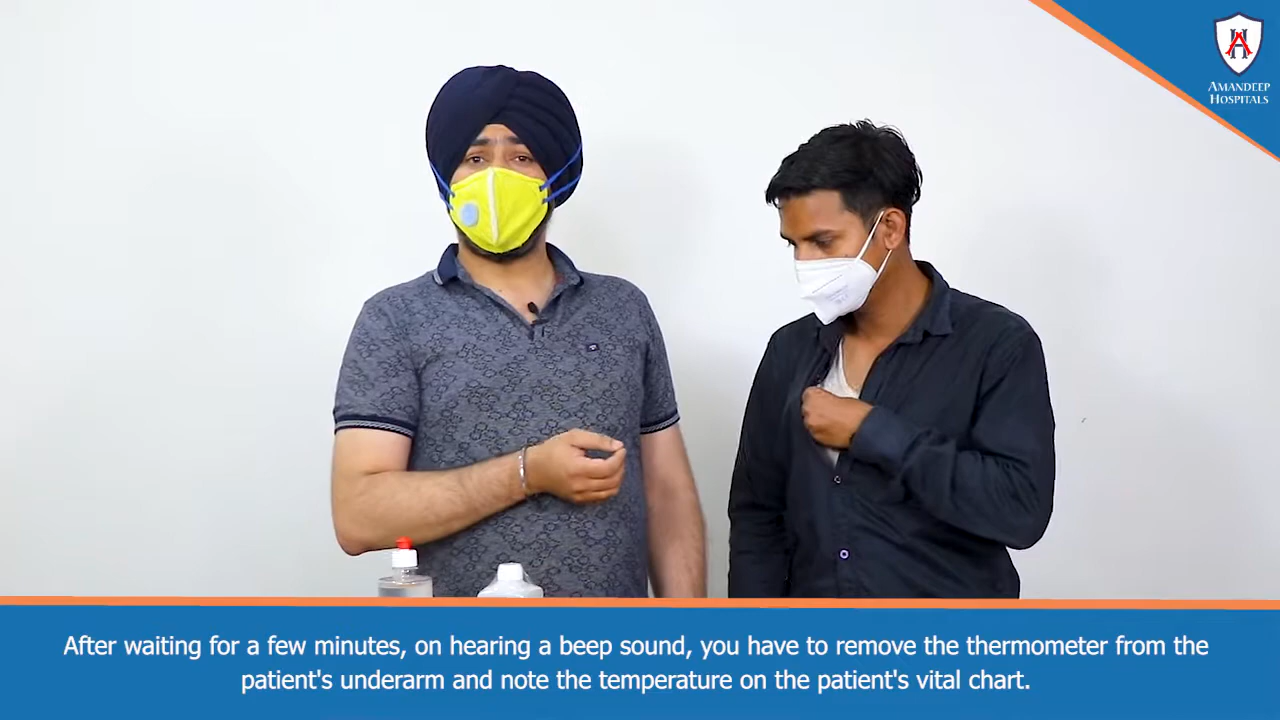 AMANDEEP
HOSPITALS
After waiting for a few minutes, on hearing a beep sound, you have to remove the thermometer from the
patient's underarm and note the temperature on the patient's vital chart.